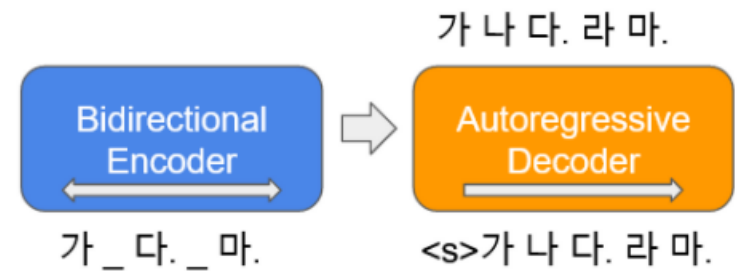 가 나 다. 라 마.
Bidirectional
Encoder
Autoregressive
Decoder
가 _ 다. _ 마.
<s>가 나 다. 라 마.